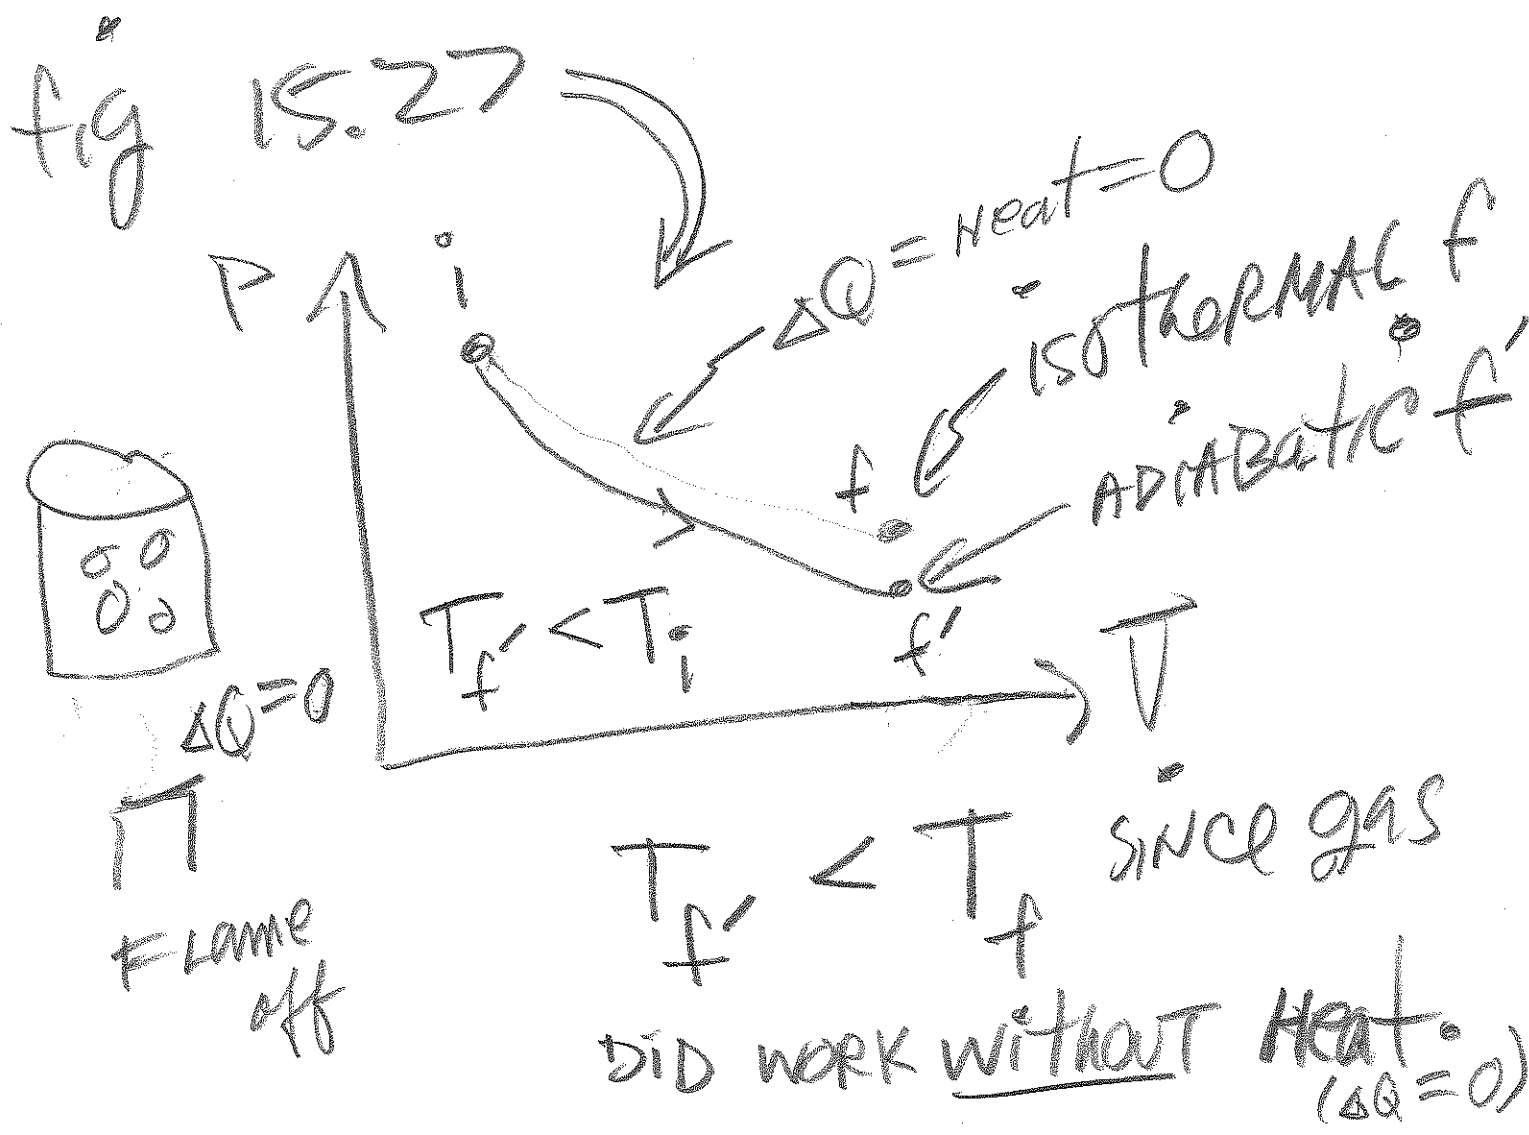 fig 15.27
ΔQ = Heat = 0
P
i
ISOTHERMAL f
ADIABATIC f'
f
f'
T_f' < T_i
V
ΔQ = 0
FLAME
off
T_f' < T_f SINCE gas
DID WORK WITHOUT Heat.
(ΔQ = 0)